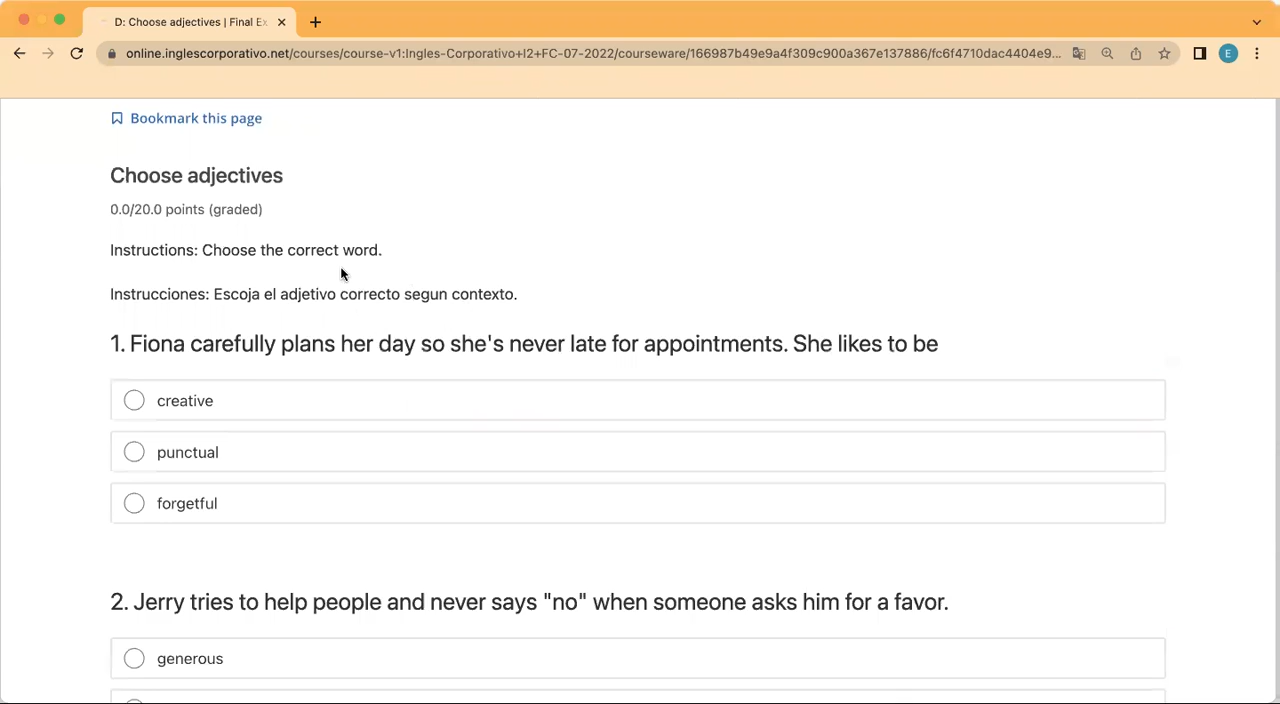 D: Choose adjectives | Final Ex
online.inglescorporativo.net/courses/course-v1:Ingles-Corporativo+I2+FC-07-2022/courseware/166987b49e9a4f309c900a367e137886/fc6f4710dac4404e9...
E
Bookmark this page
Choose adjectives
0.0/20.0 points (graded)
Instructions: Choose the correct word.
Instrucciones: Escoja el adjetivo correcto segun contexto.
1. Fiona carefully plans her day so she's never late for appointments. She likes to be
creative
punctual
forgetful
2. Jerry tries to help people and never says "no" when someone asks him for a favor.
generous